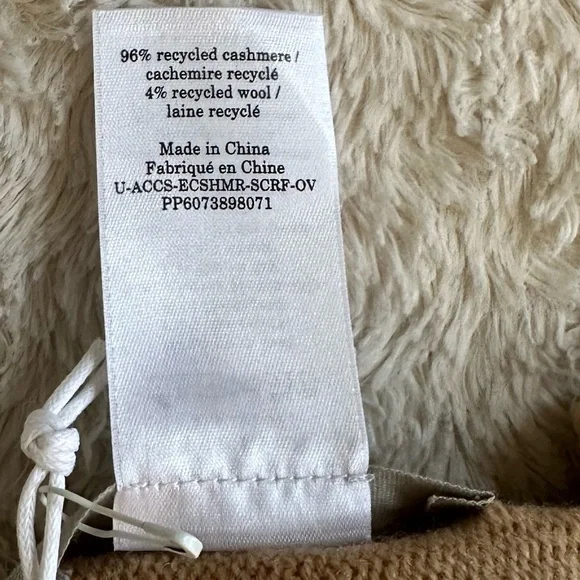 96% recycled cashmere /
cachemire recyclé
4% recycled wool /
laine recyclé
Made in China
Fabriqué en Chine
U-ACCS-ECSHMR-SCRF-OV
PP6073898071